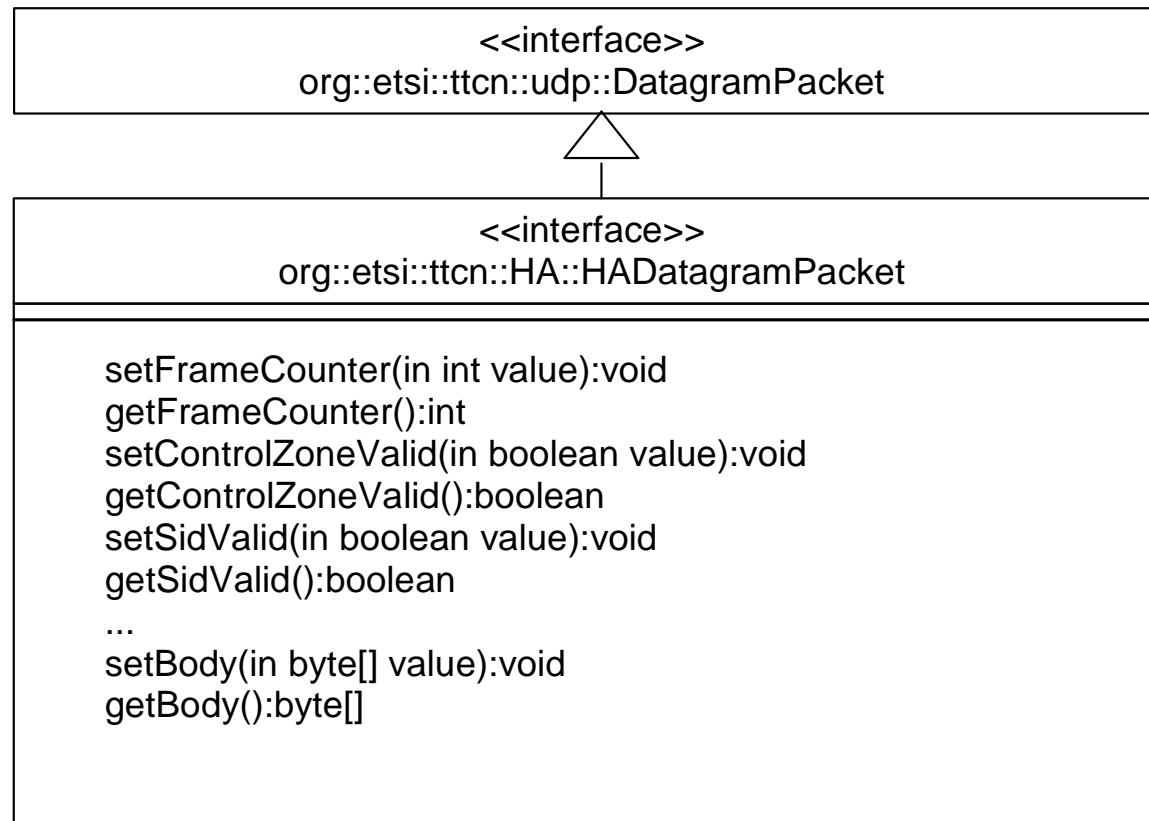 <<interface>>
org::etsi::ttcn::udp::DatagramPacket
<<interface>>
org::etsi::ttcn::HA::HADatagramPacket
setFrameCounter(in int value):void
getFrameCounter():int
setControlZoneValid(in boolean value):void
getControlZoneValid():boolean
setSidValid(in boolean value):void
getSidValid():boolean
...
setBody(in byte[] value):void
getBody():byte[]